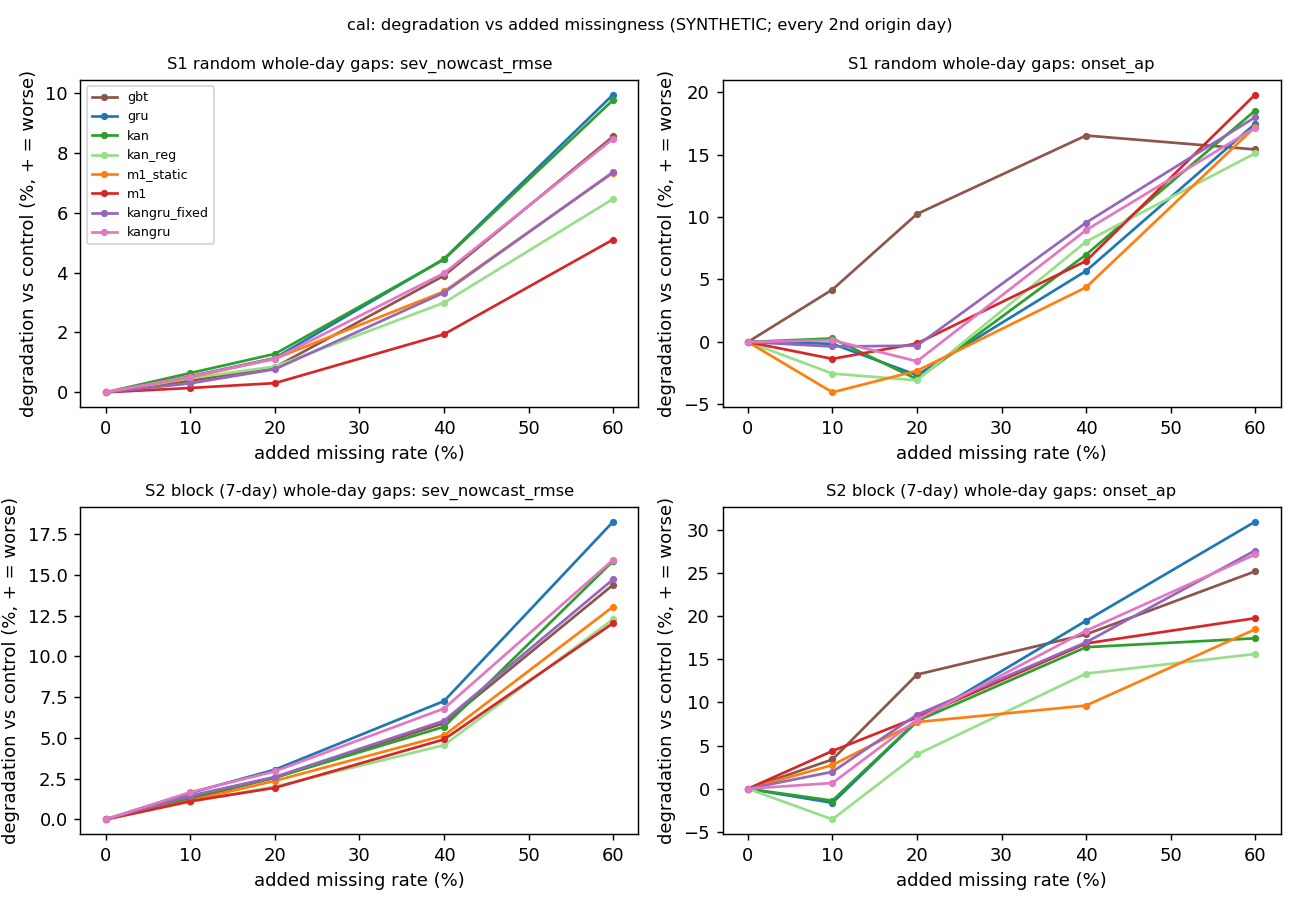 cal: degradation vs added missingness (SYNTHETIC; every 2nd origin day)
S1 random whole-day gaps: sev_nowcast_rmse
degradation vs control (%, + = worse)
10
8
6
4
2
0
gbt
gru
kan
kan_reg
m1_static
m1
kangru_fixed
kangru
0 10 20 30 40 50 60
added missing rate (%)
S1 random whole-day gaps: onset_ap
degradation vs control (%, + = worse)
20
15
10
5
0
−5
0 10 20 30 40 50 60
added missing rate (%)
S2 block (7-day) whole-day gaps: sev_nowcast_rmse
degradation vs control (%, + = worse)
17.5
15.0
12.5
10.0
7.5
5.0
2.5
0.0
0 10 20 30 40 50 60
added missing rate (%)
S2 block (7-day) whole-day gaps: onset_ap
degradation vs control (%, + = worse)
30
25
20
15
10
5
0
−5
0 10 20 30 40 50 60
added missing rate (%)